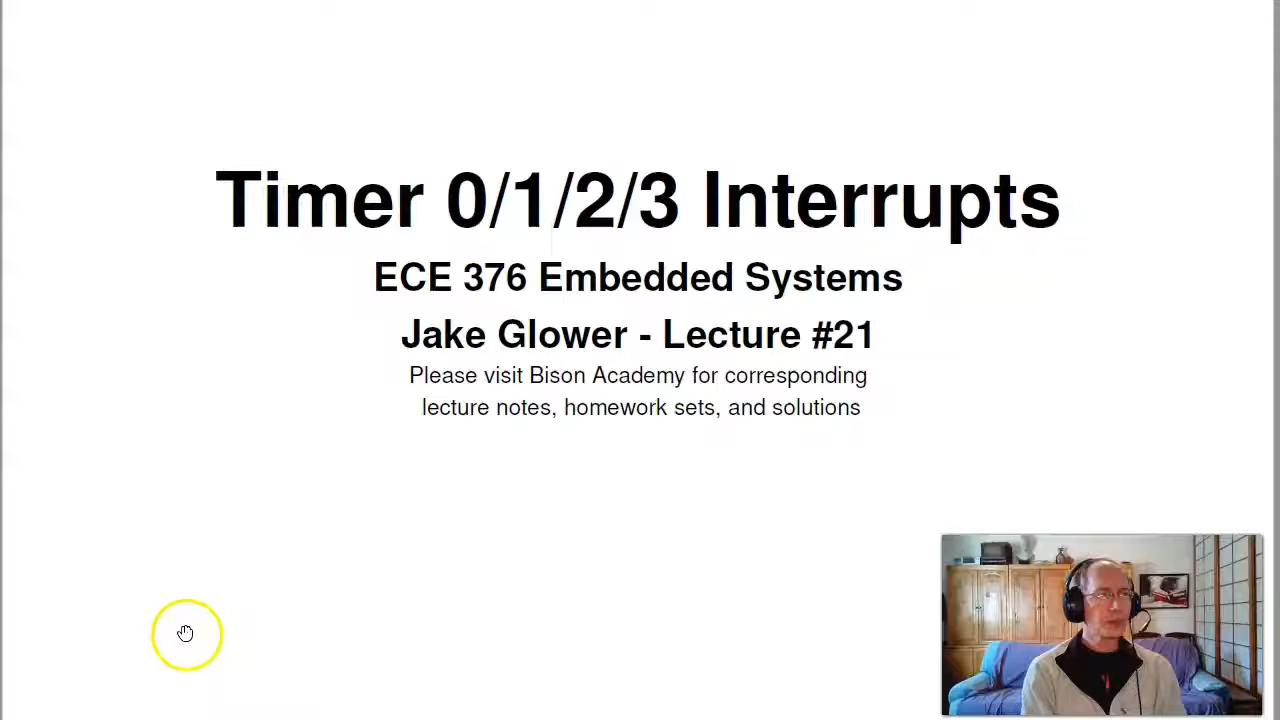 Timer 0/1/2/3 Interrupts
ECE 376 Embedded Systems
Jake Glower - Lecture #21
Please visit Bison Academy for corresponding
lecture notes, homework sets, and solutions